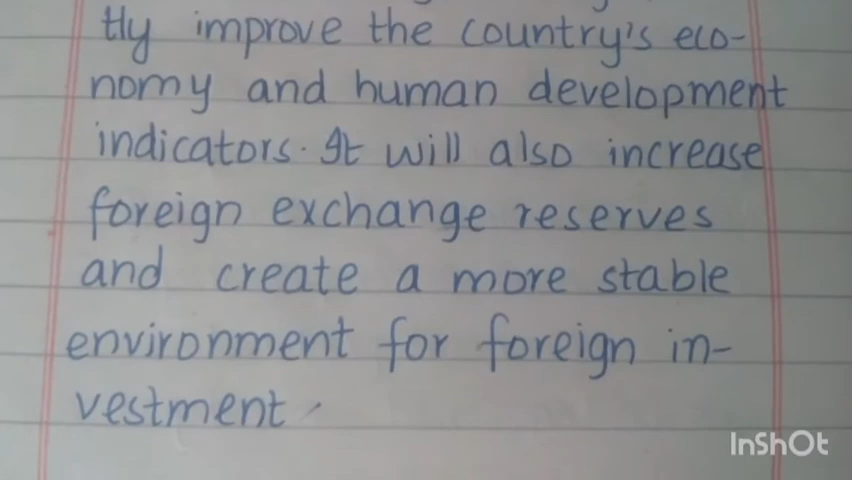 tly improve the country's eco-
nomy and human development
indicators. It will also increase
foreign exchange reserves
and create a more stable
environment for foreign in-
vestment.
InShOt